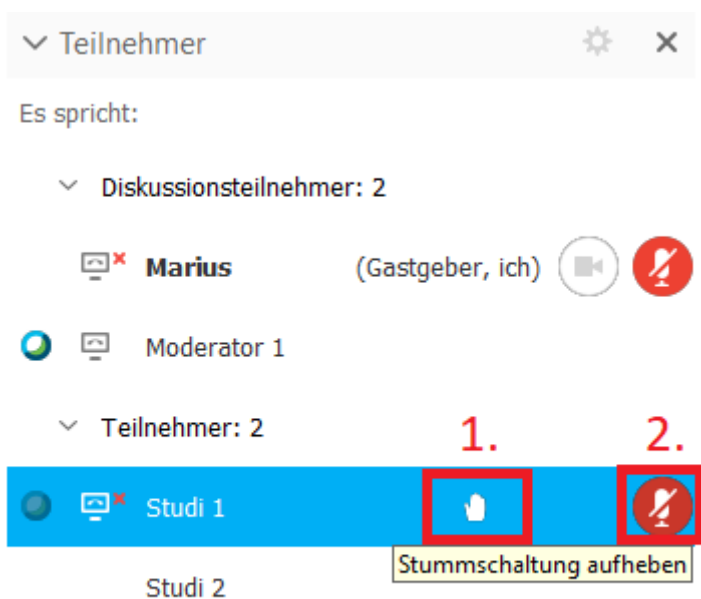 Teilnehmer
Es spricht:
Diskussionsteilnehmer: 2
Marius (Gastgeber, ich)
Moderator 1
Teilnehmer: 2
1. 2.
Studi 1
Stummschaltung aufheben
Studi 2